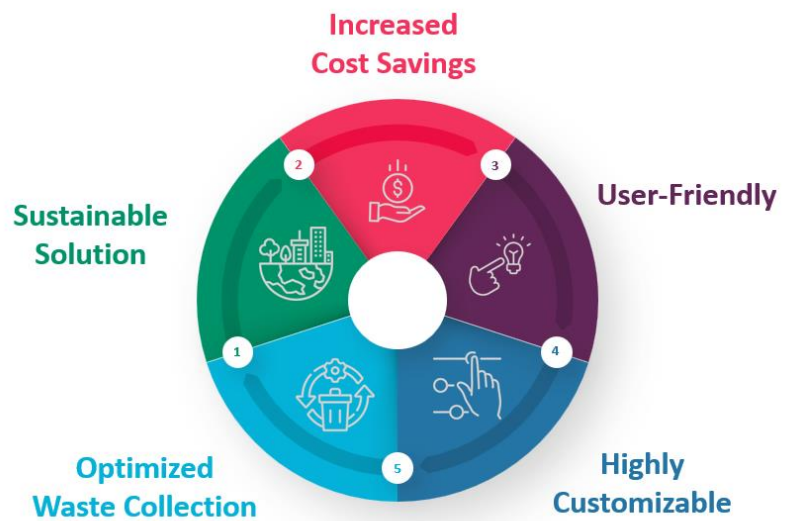 Increased
Cost Savings
2
3
$
User-Friendly
Sustainable
Solution
1
4
5
Optimized
Waste Collection
Highly
Customizable